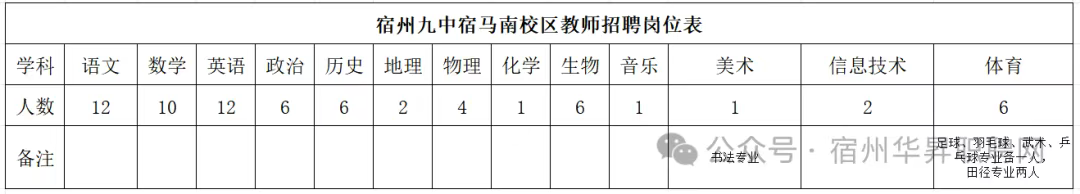 宿州九中宿马南校区教师招聘岗位表
学科 语文 数学 英语 政治 历史 地理 物理 化学 生物 音乐 美术 信息技术 体育
人数 12 10 12 6 6 2 4 1 6 1 1 2 6
备注 书法专业 足球、羽毛球、武术、乒
乓球专业各一人，
田径专业两人
公众号·宿州华昇职聘网